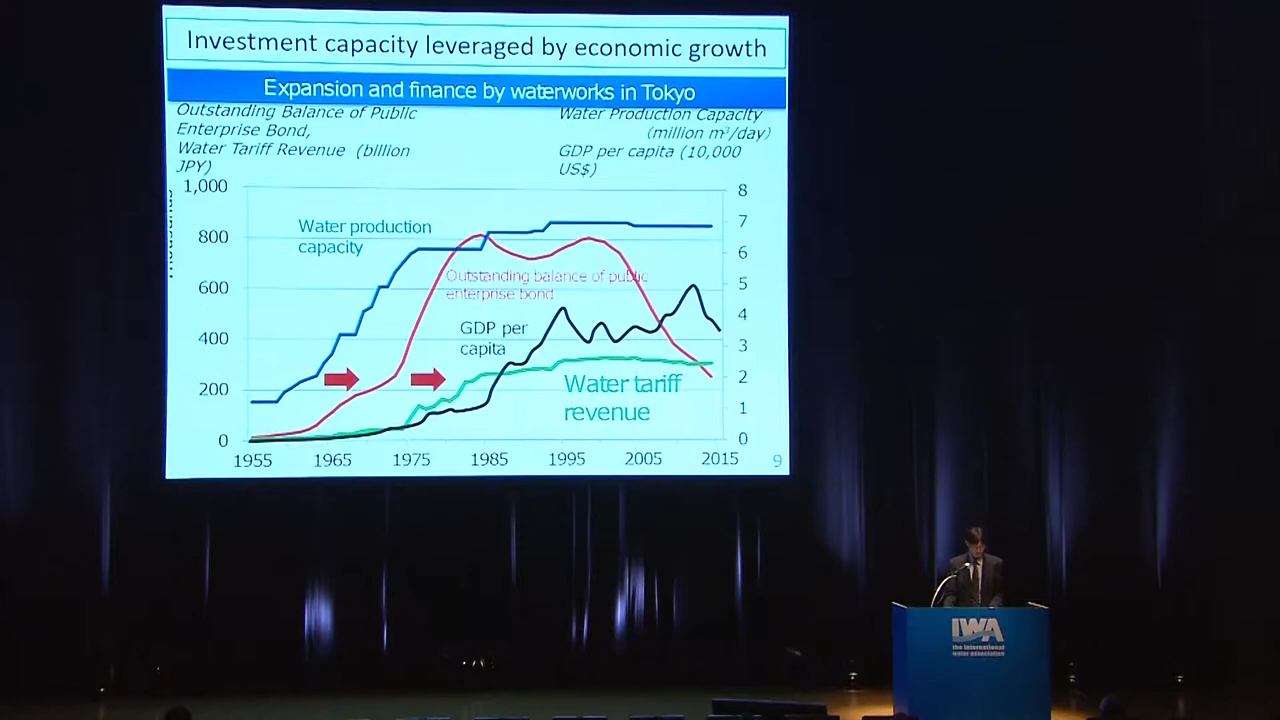 Investment capacity leveraged by economic growth
Expansion and finance by waterworks in Tokyo
Outstanding Balance of Public
Enterprise Bond,
Water Tariff Revenue (billion
JPY)
Water Production Capacity
(million m³/day)
GDP per capita (10,000
US$)
1,000
800
600
400
200
0
8
7
6
5
4
3
2
1
0
Water production
capacity
Outstanding balance of public
enterprise bond
GDP per
capita
Water tariff
revenue
1955
1965
1975
1985
1995
2005
2015
9
IWA
the international
water association